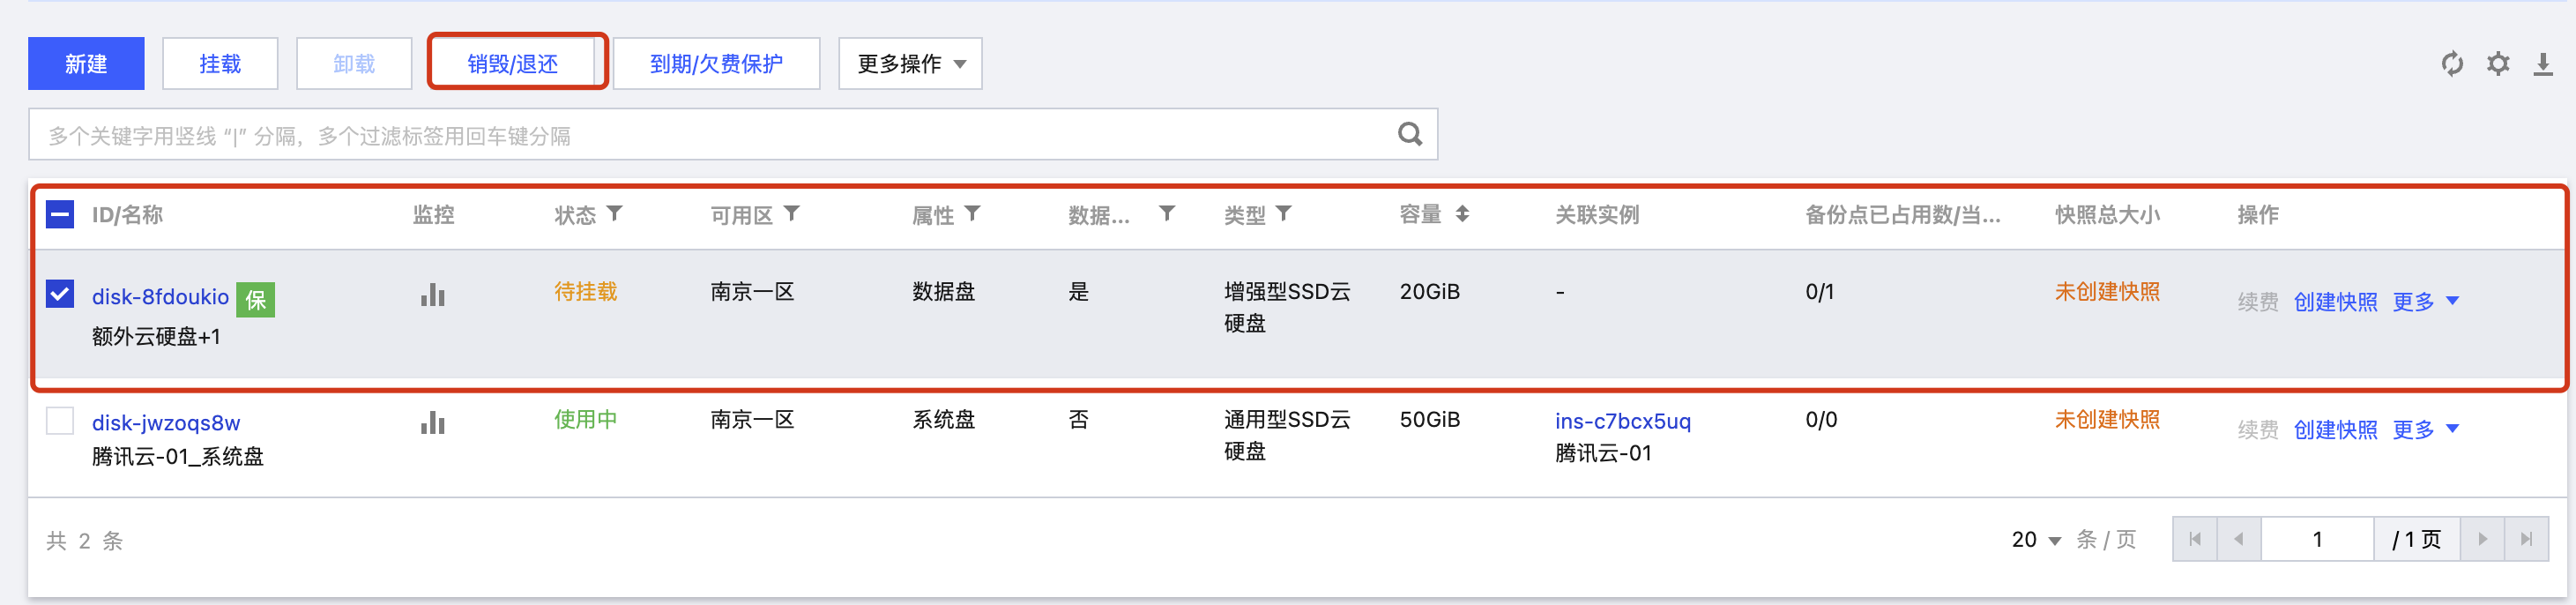 新建 挂载 卸载 销毁/退还 到期/欠费保护 更多操作
多个关键字用竖线 “|” 分隔，多个过滤标签用回车键分隔
ID/名称 监控 状态 可用区 属性 数据... 类型 容量 关联实例 备份点已占用数/当... 快照总大小 操作
disk-8fdoukio 保 待挂载 南京一区 数据盘 是 增强型SSD云 20GiB - 0/1 未创建快照 续费 创建快照 更多
额外云硬盘+1 硬盘
disk-jwzoqs8w 使用中 南京一区 系统盘 否 通用型SSD云 50GiB ins-c7bcx5uq 0/0 未创建快照 续费 创建快照 更多
腾讯云-01_系统盘 硬盘 腾讯云-01
共 2 条 20 条 / 页 1 / 1 页